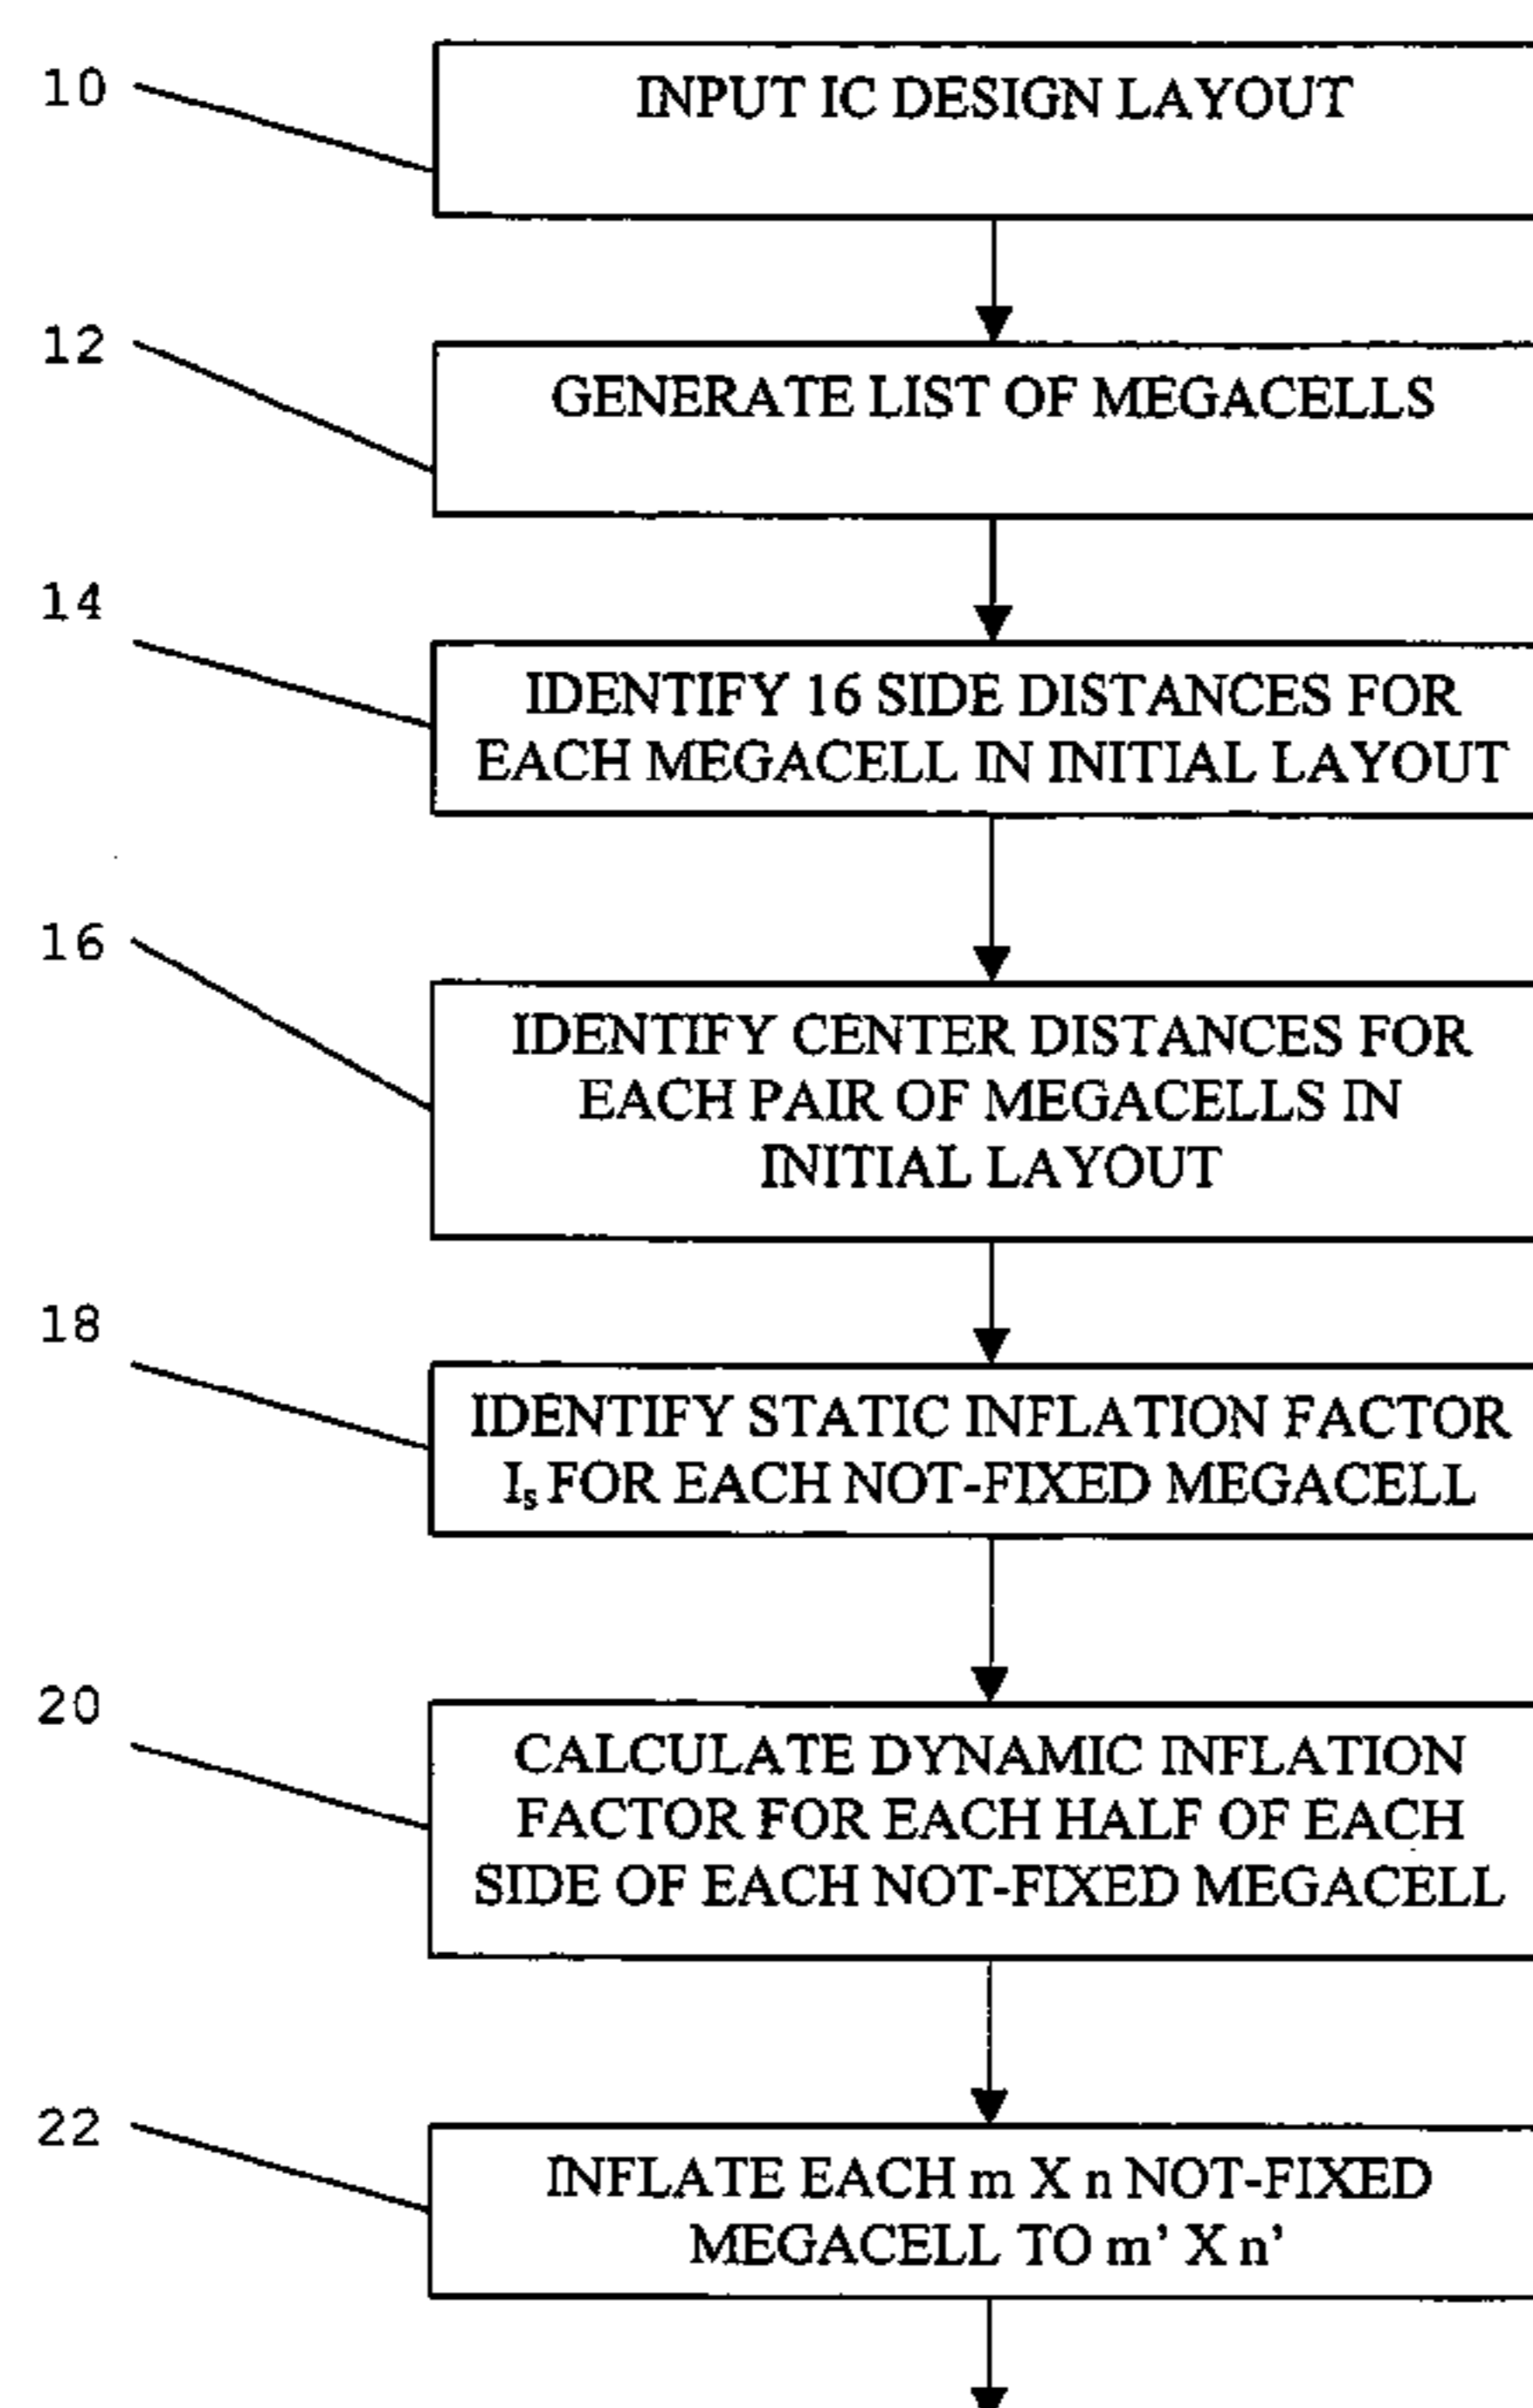 10
INPUT IC DESIGN LAYOUT
12
GENERATE LIST OF MEGACELLS
14
IDENTIFY 16 SIDE DISTANCES FOR
EACH MEGACELL IN INITIAL LAYOUT
16
IDENTIFY CENTER DISTANCES FOR
EACH PAIR OF MEGACELLS IN
INITIAL LAYOUT
18
IDENTIFY STATIC INFLATION FACTOR
Is FOR EACH NOT-FIXED MEGACELL
20
CALCULATE DYNAMIC INFLATION
FACTOR FOR EACH HALF OF EACH
SIDE OF EACH NOT-FIXED MEGACELL
22
INFLATE EACH m X n NOT-FIXED
MEGACELL TO m' X n'